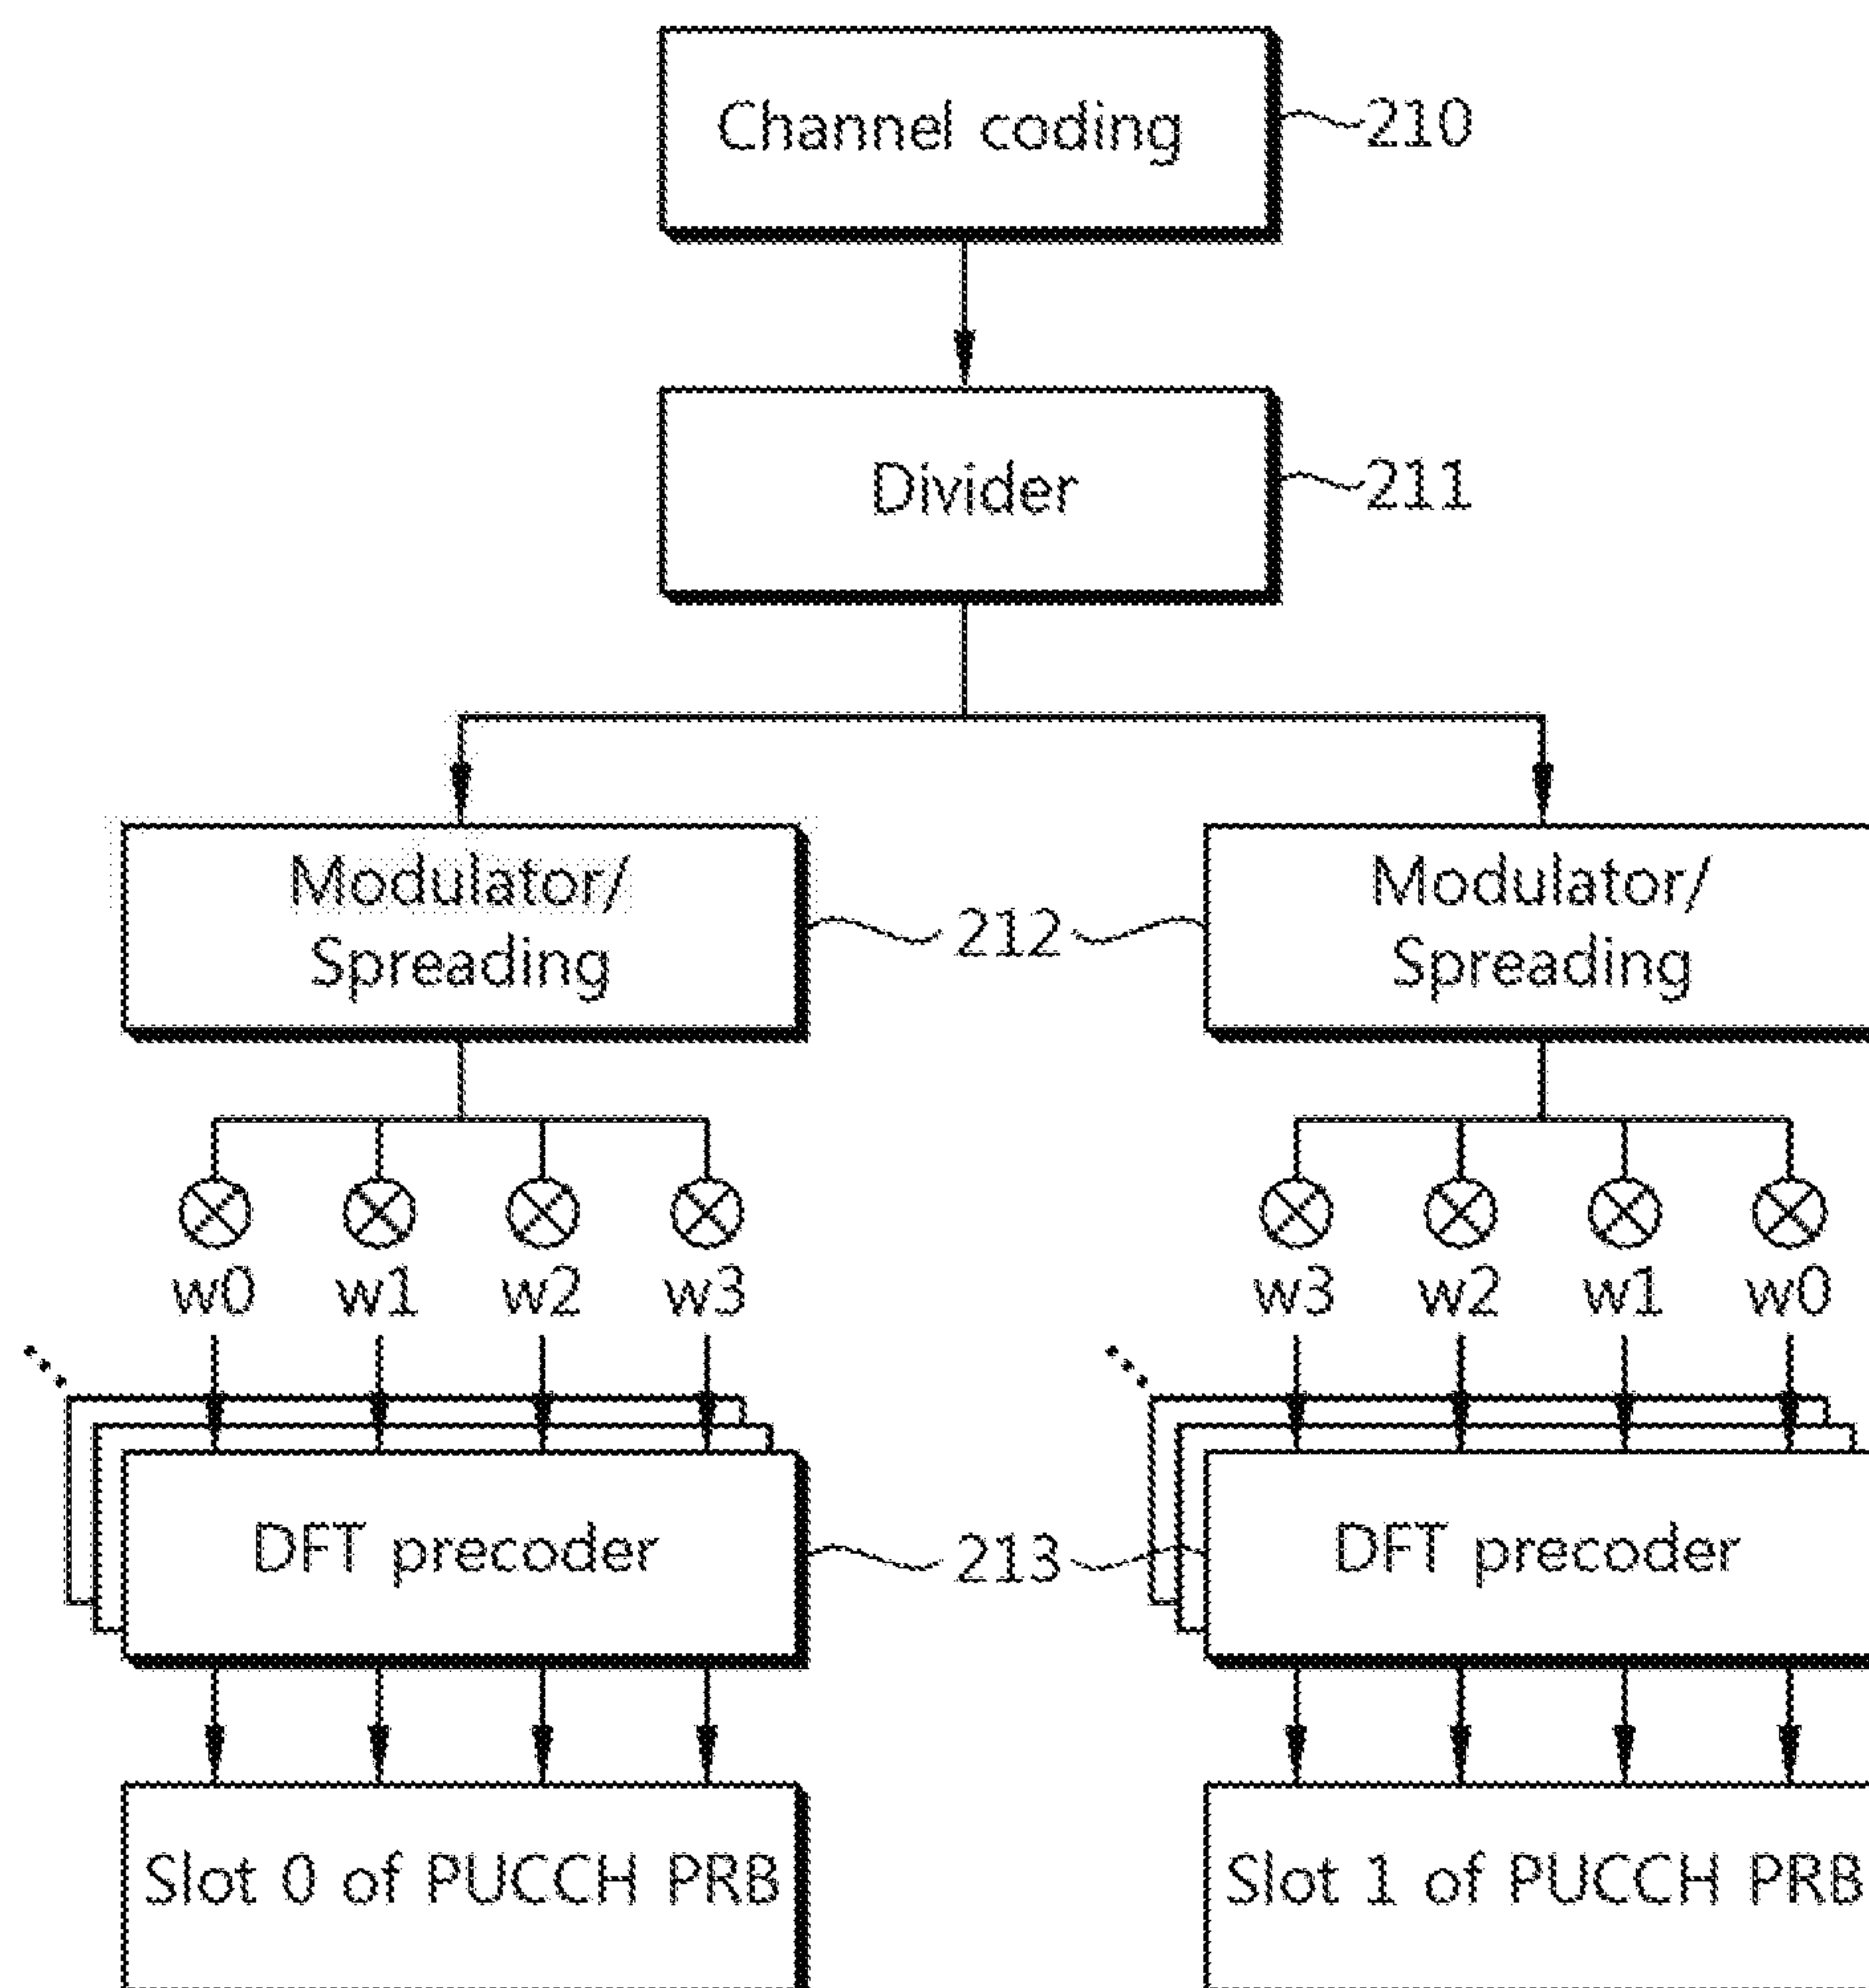 Channel coding
210
Divider
211
Modulator/
Spreading
212
Modulator/
Spreading
w0 w1 w2 w3
w3 w2 w1 w0
DFT precoder
213
DFT precoder
Slot 0 of PUCCH PRB
Slot 1 of PUCCH PRB